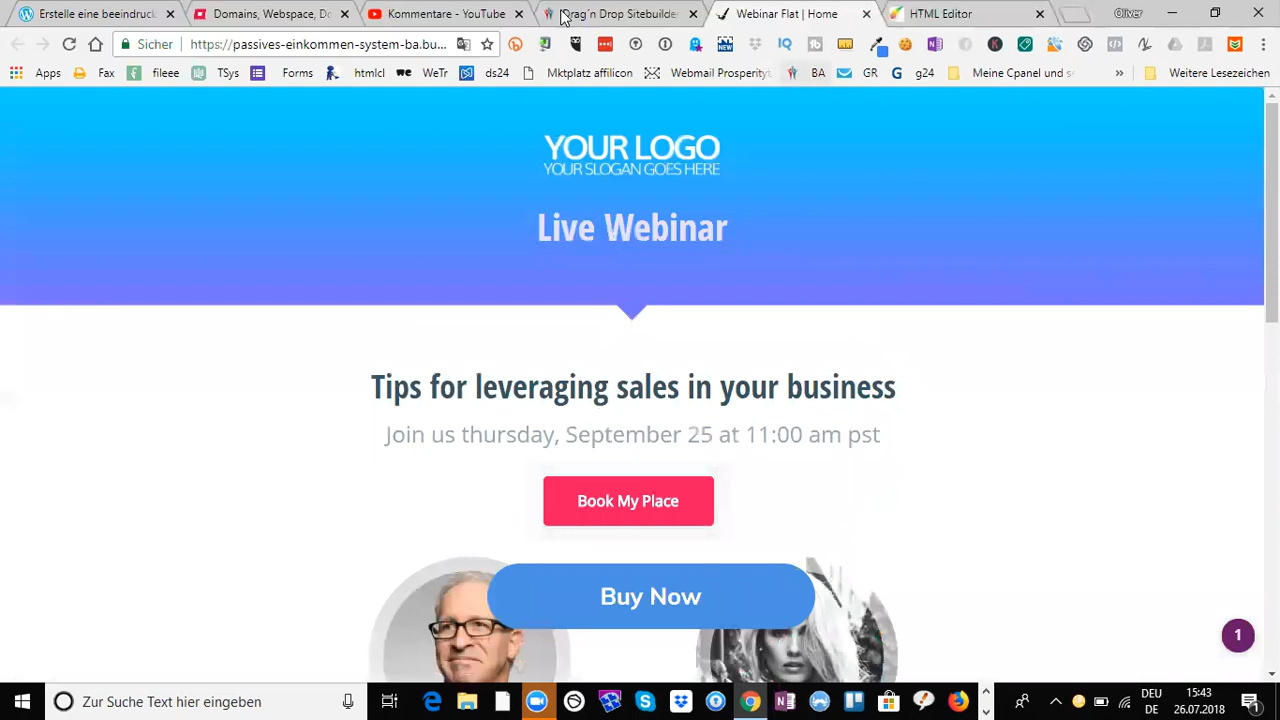 Erstelle eine beeindruck
Domains, Webspace, Do
Kommentare - YouTube
Drag'n Drop Sitebuilder
Webinar Flat | Home
HTML Editor
Oliver
Sicher
https://passives-einkommen-system-ba.bu...
Apps
Fax
fileee
TSys
Forms
htmlcl
WeTr
ds24
Mktplatz affilicon
Webmail Prosperity
BA
GR
g24
Meine Cpanel und s
Weitere Lesezeichen
YOUR LOGO
YOUR SLOGAN GOES HERE
Live Webinar
Tips for leveraging sales in your business
Join us thursday, September 25 at 11:00 am pst
Book My Place
Buy Now
1
Zur Suche Text hier eingeben
DEU
DE
15:43
26.07.2018